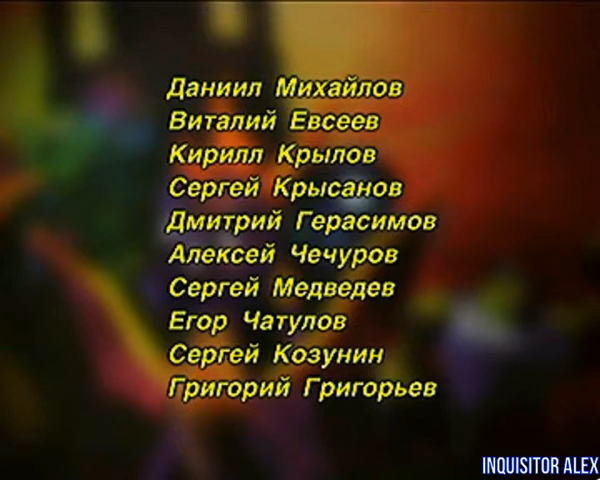 Даниил Михайлов
Виталий Евсеев
Кирилл Крылов
Сергей Крысанов
Дмитрий Герасимов
Алексей Чечуров
Сергей Медведев
Егор Чатулов
Сергей Козунин
Григорий Григорьев
INQUISITOR ALEX